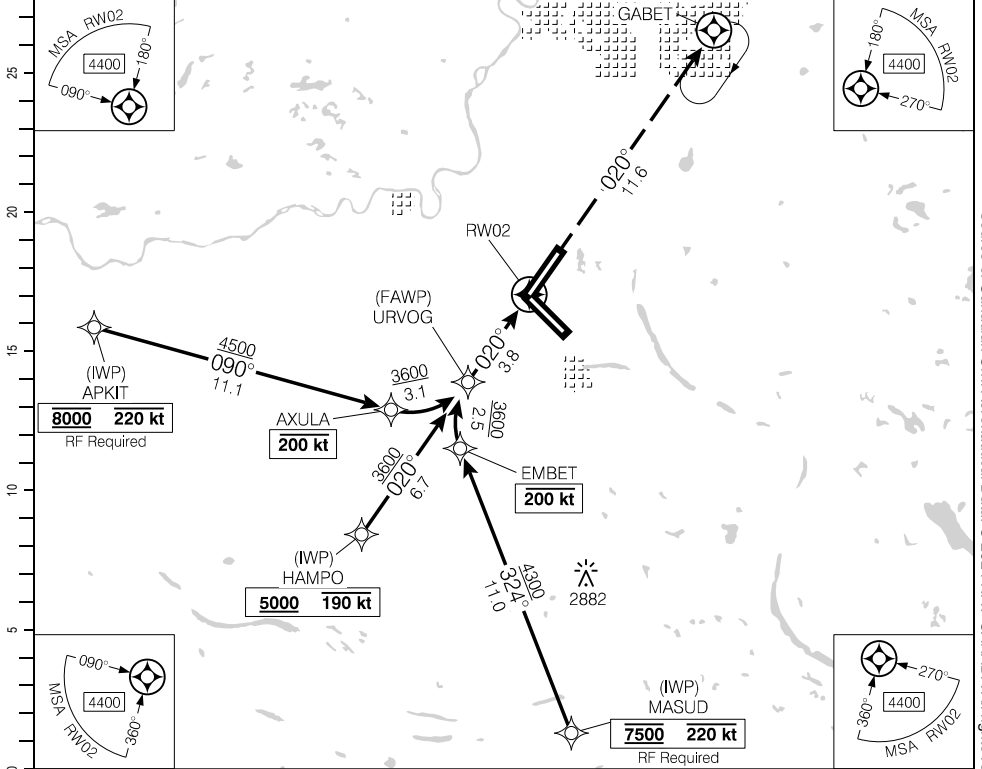 MSA RW02
4400
180°
090°
GABET
MSA RW02
4400
180°
270°
25
020°
11.6
20
RW02
(FAWP)
URVOG
020°
3.8
15
4500
090°
11.1
(IWP)
APKIT
8000 220 kt
RF Required
3600
3.1
AXULA
200 kt
3600
2.5
EMBET
200 kt
3600
020°
6.7
10
(IWP)
HAMPO
5000 190 kt
4300
324°
11.0
2882
5
(IWP)
MASUD
7500 220 kt
RF Required
090°
4400
360°
MSA RW02
270°
4400
360°
MSA RW02